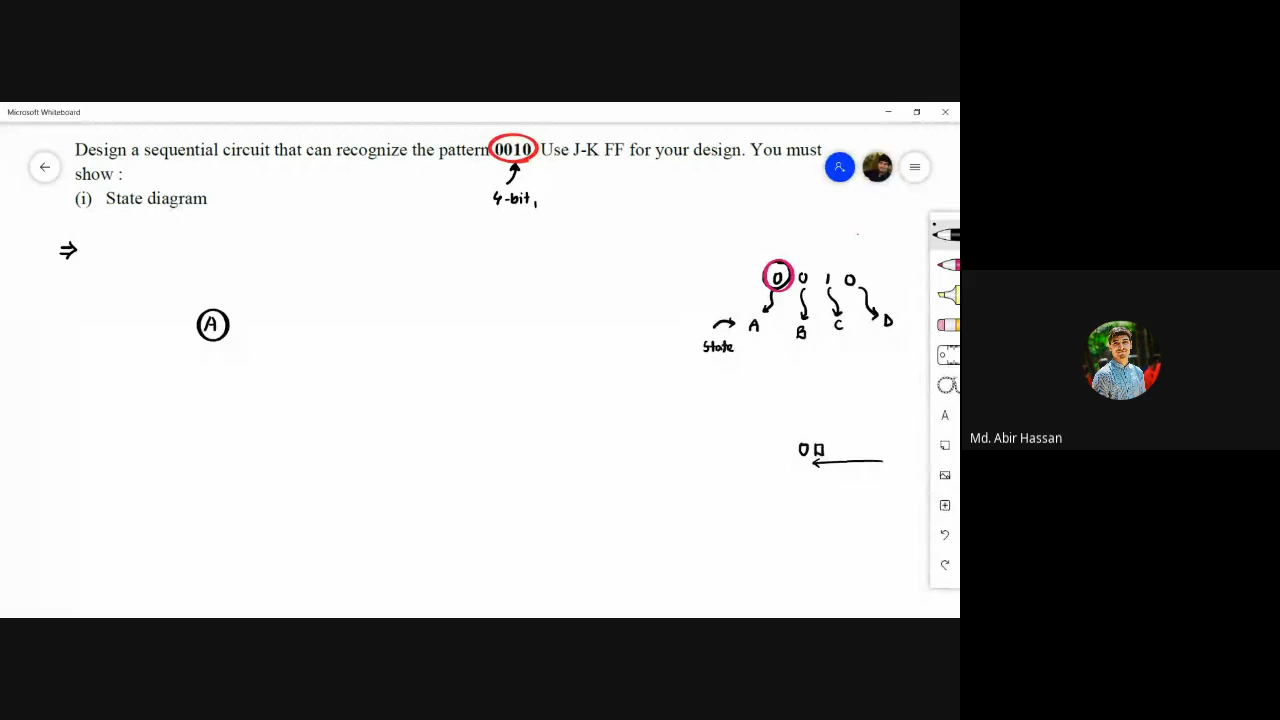 Microsoft Whiteboard
Design a sequential circuit that can recognize the pattern 0010. Use J-K FF for your design. You must
show :
(i) State diagram
4-bit,
⇒
A
0 0 1 0
A B C D
State
00
A
Md. Abir Hassan